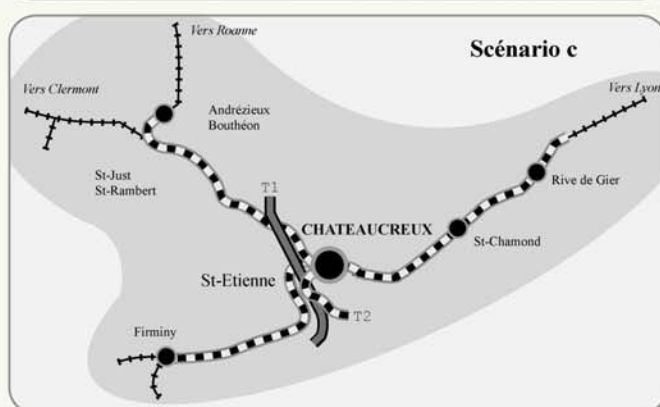 Vers Roanne
Scénario c
Vers Clermont
Vers Lyon
Andrézieux
Bouthéon
St-Just
St-Rambert
Rive de Gier
T1
CHATEAUCREUX
St-Chamond
St-Etienne
T2
Firminy